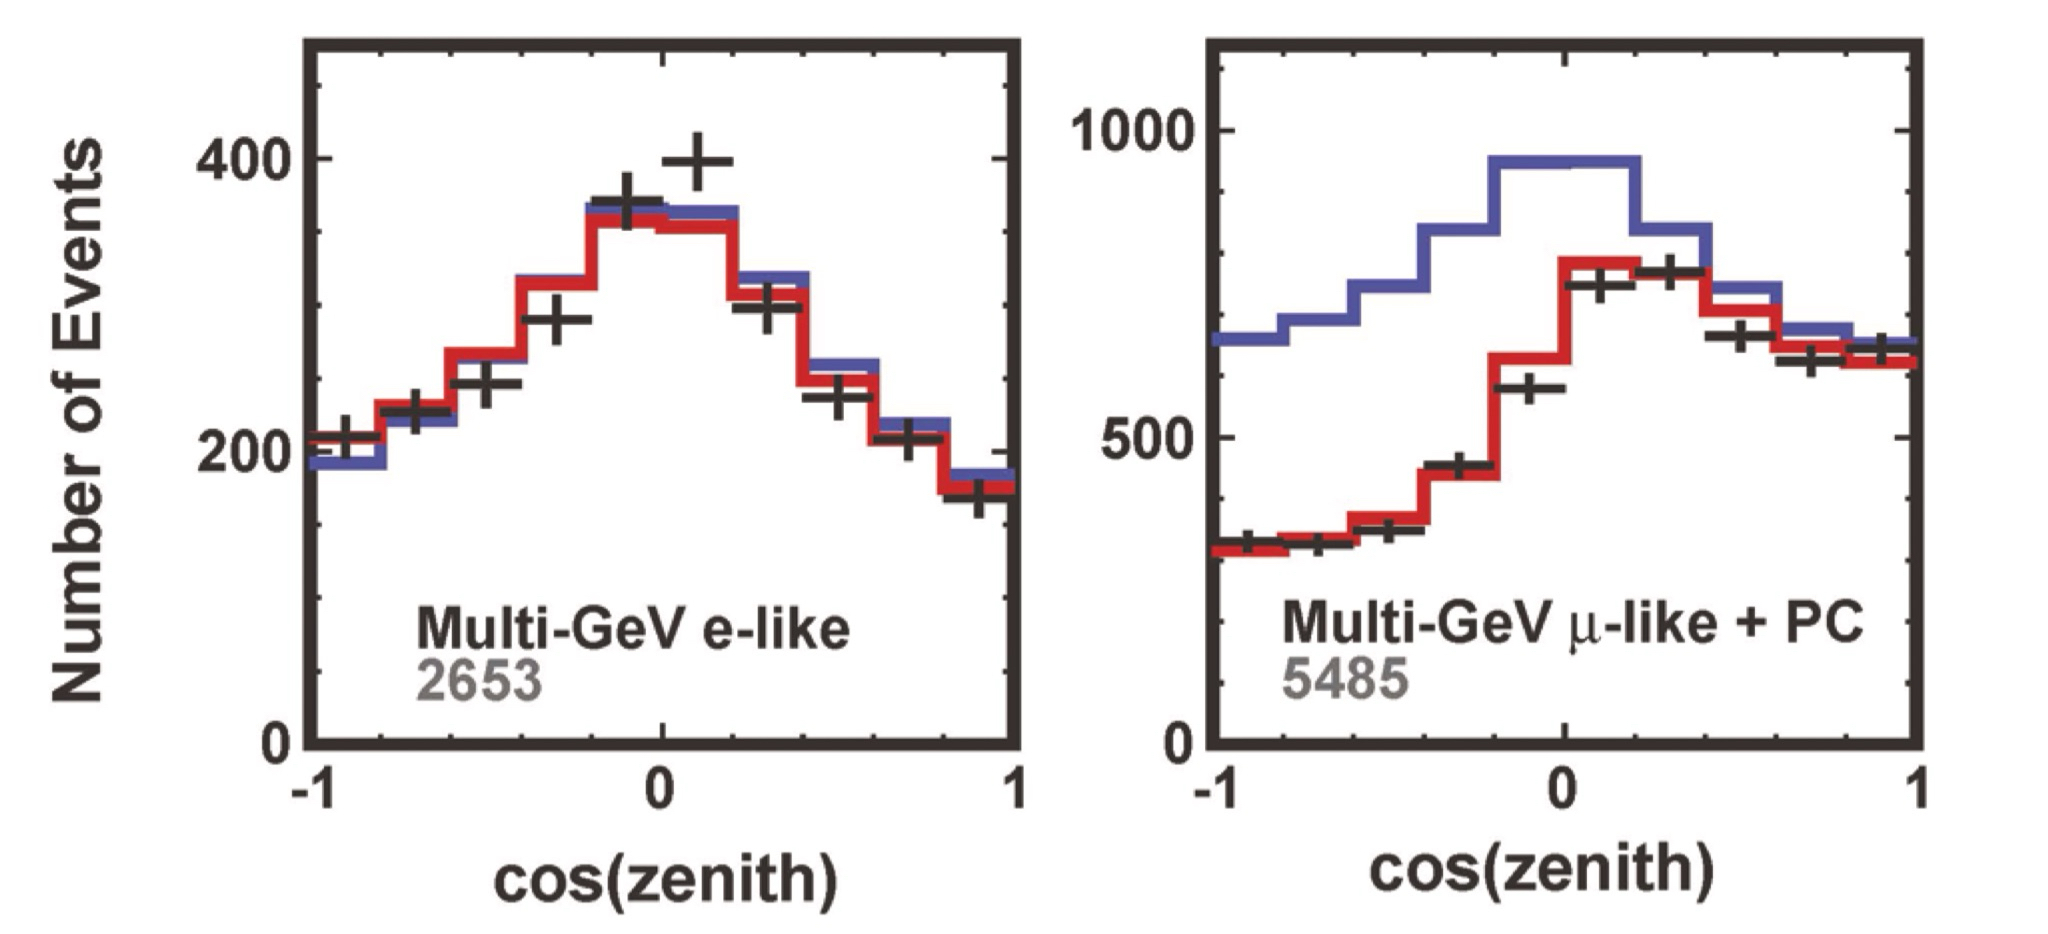 Number of Events
400
200
0
-1 0 1
cos(zenith)
Multi-GeV e-like
2653
1000
500
0
-1 0 1
cos(zenith)
Multi-GeV μ-like + PC
5485